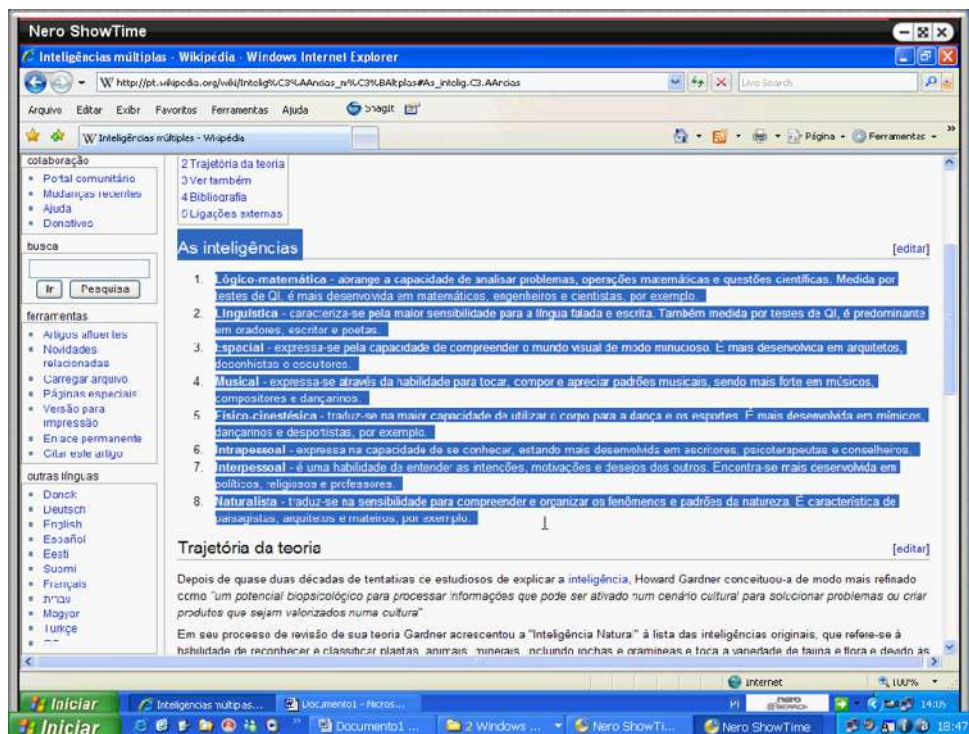 Nero ShowTime
Inteligências múltiplas - Wikipédia - Windows Internet Explorer
Live Search
Arquivo Editar Exibir Favoritos Ferramentas Ajuda SnagIt
Inteligências múltiplas - Wikipédia
Página Ferramentas
colaboração
Portal comunitário
Mudanças recentes
Ajuda
Donativos
busca
Ir Pesquisa
ferramentas
Artigos afluentes
Novidades
relacionadas
Carregar arquivo
Páginas especiais
Versão para
impressão
Enlace permanente
Citar este artigo
outras línguas
Dansk
Deutsch
English
Español
Eesti
Suomi
Français
עברית
Magyar
Türkçe
2 Trajetória da teoria
3 Ver também
4 Bibliografia
5 Ligações externas
As inteligências [editar]
1. Lógico-matemática - abrange a capacidade de analisar problemas, operações matemáticas e questões científicas. Medida por
testes de QI, é mais desenvolvida em matemáticos, engenheiros e cientistas, por exemplo.
2. Linguística - caracteriza-se pela maior sensibilidade para a língua falada e escrita. Também medida por testes de QI, é predominante
em oradores, escritor e poetas.
3. Espacial - expressa-se pela capacidade de compreender o mundo visual de modo minucioso. É mais desenvolvida em arquitetos,
desenhistas e escultores.
4. Musical - expressa-se através da habilidade para tocar, compor e apreciar padrões musicais, sendo mais forte em músicos,
compositores e dançarinos.
5. Físico-cinestésica - traduz-se na maior capacidade de utilizar o corpo para a dança e os esportes. É mais desenvolvida em mímicos,
dançarinos e desportistas, por exemplo.
6. Intrapessoal - expressa na capacidade de se conhecer, estando mais desenvolvida em escritores, psicoterapeutas e conselheiros.
7. Interpessoal - é uma habilidade de entender as intenções, motivações e desejos dos outros. Encontra-se mais desenvolvida em
políticos, religiosos e professores.
8. Naturalista - traduz-se na sensibilidade para compreender e organizar os fenômenos e padrões da natureza. É característica de
paisagistas, arquitetos e mateiros, por exemplo.
Trajetória da teoria [editar]
Depois de quase duas décadas de tentativas de estudiosos de explicar a inteligência, Howard Gardner conceituou-a de modo mais refinado
como "um potencial biopsicológico para processar informações que pode ser ativado num cenário cultural para solucionar problemas ou criar
produtos que sejam valorizados numa cultura".
Em seu processo de revisão de sua teoria Gardner acrescentou a "Inteligência Natural" à lista das inteligências originais, que refere-se à
habilidade de reconhecer e classificar plantas, animais, minerais, incluindo rochas e gramíneas e toda a variedade de fauna e flora e devido às
Internet 100%
Iniciar Inteligências múltiplas... Documento1 - Micros... 14:05
Iniciar Documento1 ... 2 Windows ... Nero ShowTi... Nero ShowTime 18:47